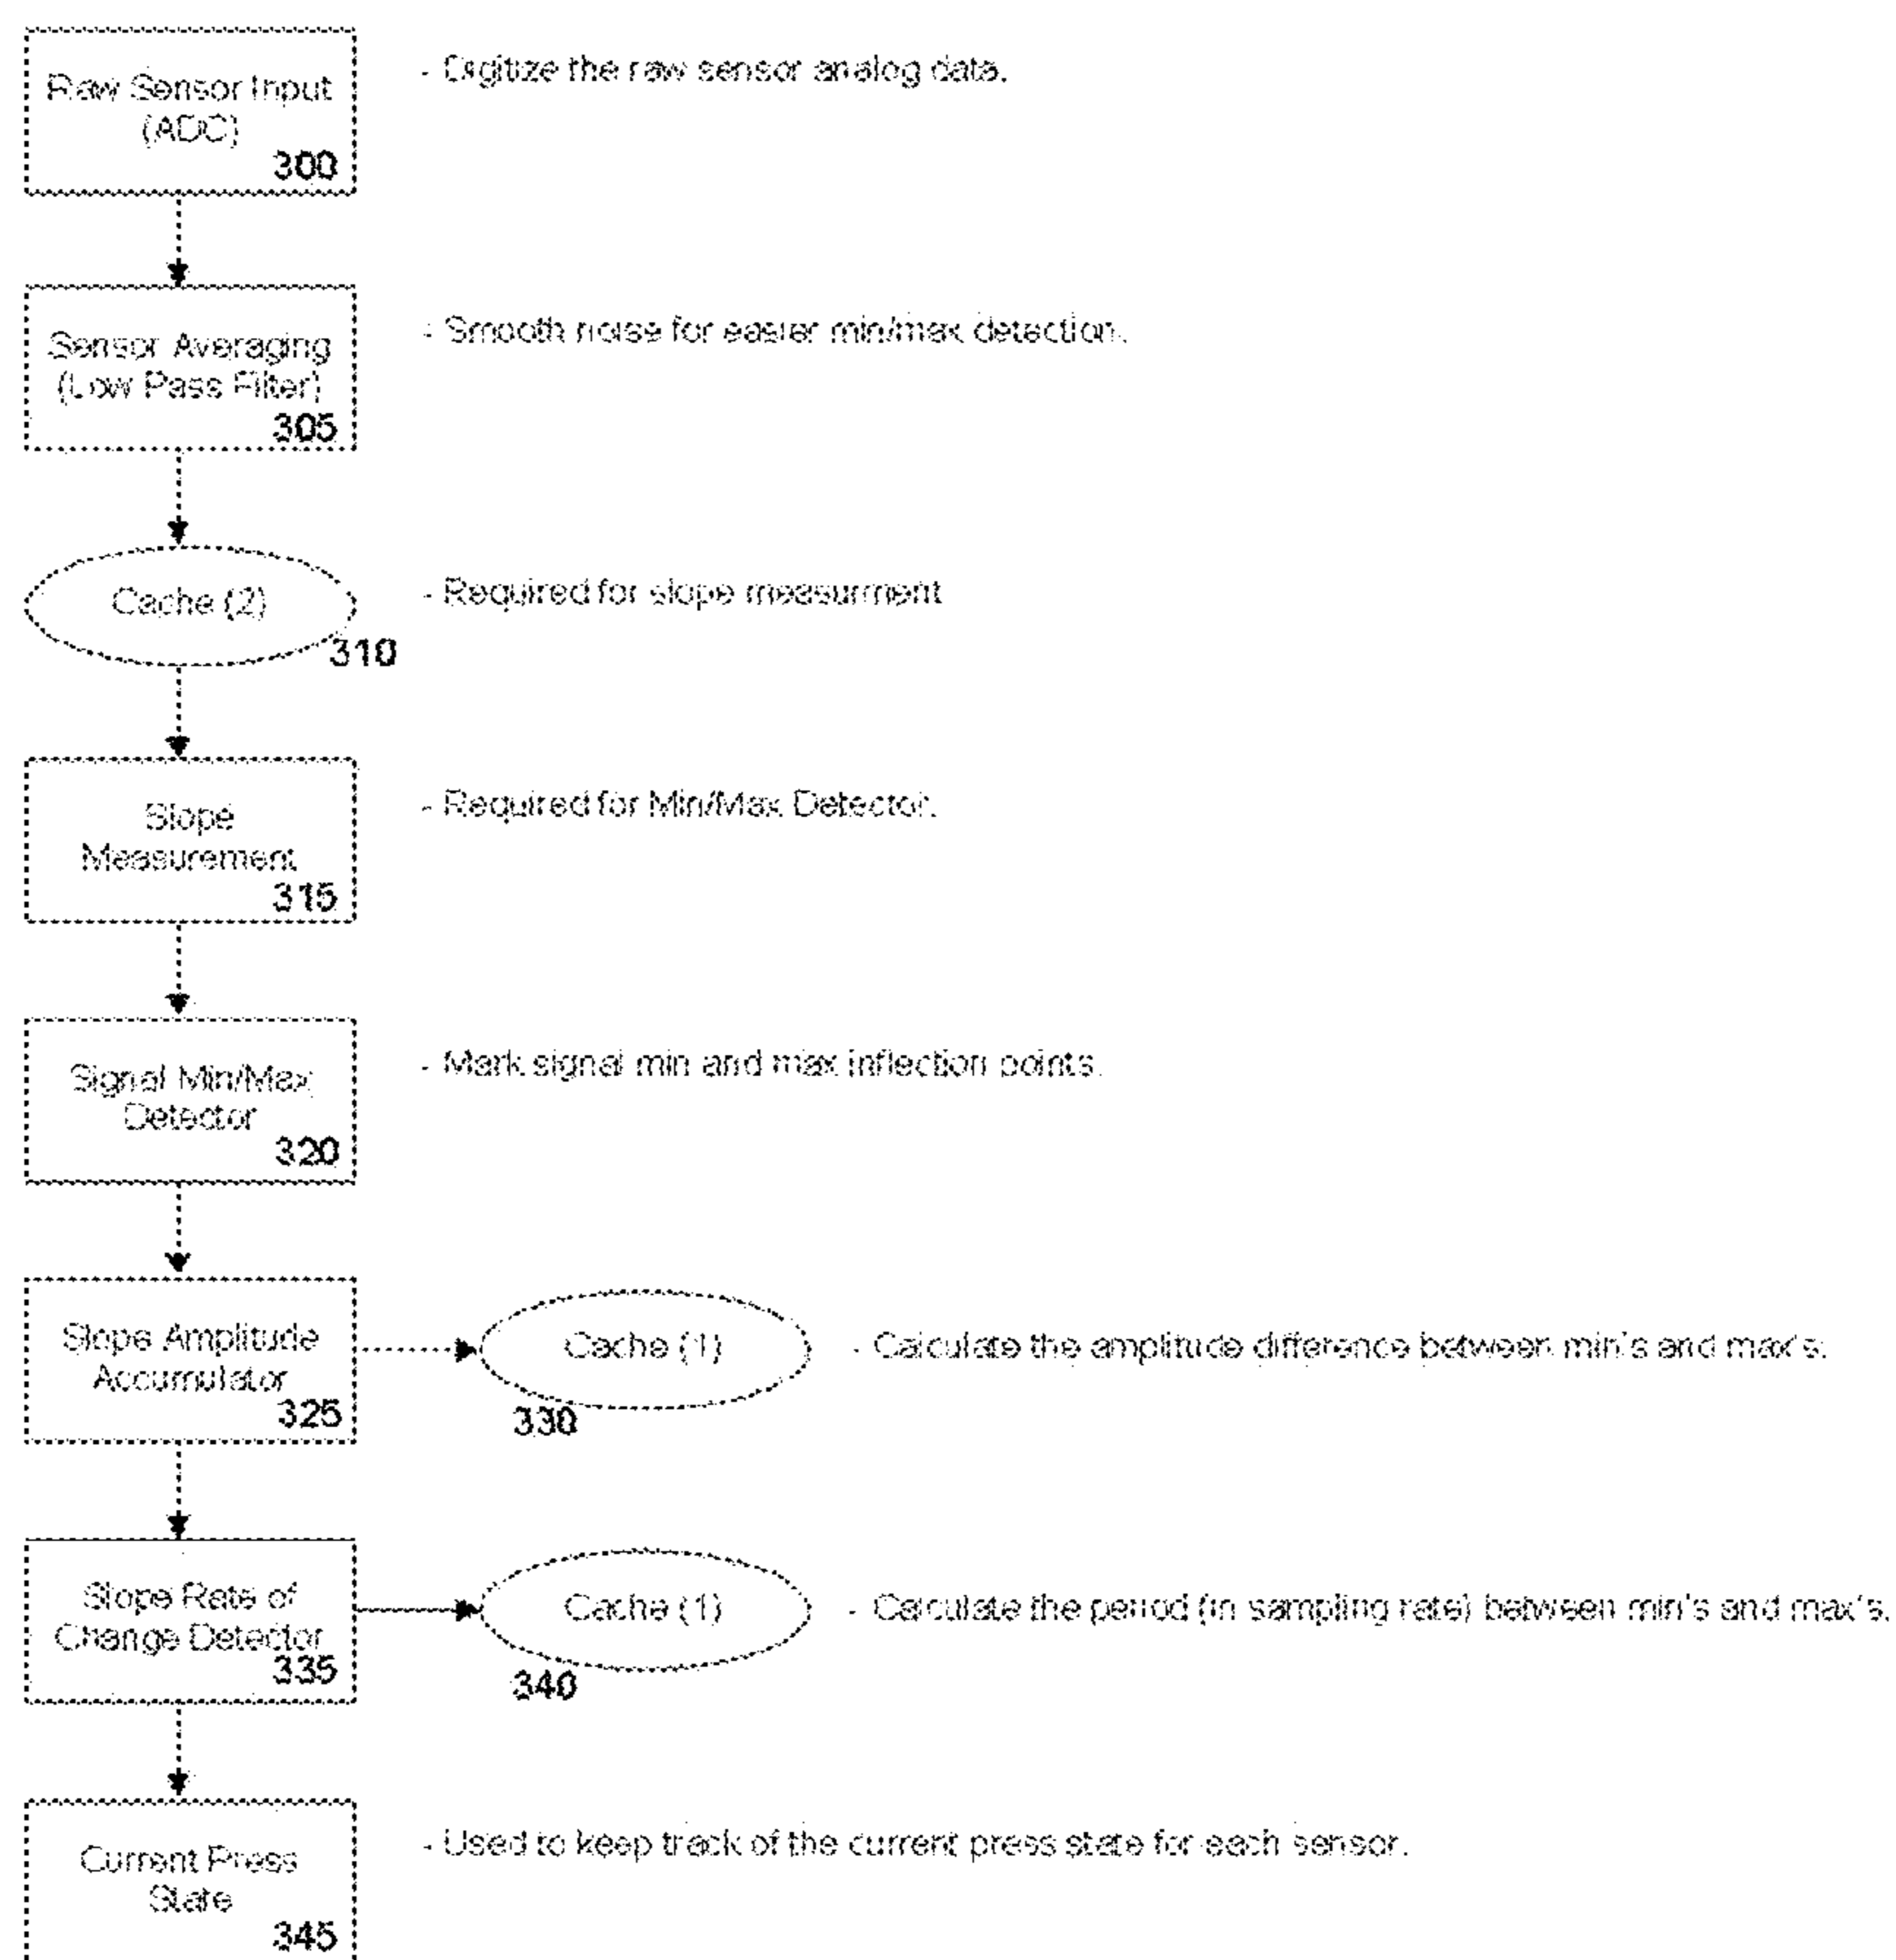 Raw Sensor Input
(ADC)
300
- Digitize the raw sensor analog data.
Sensor Averaging
(Low Pass Filter)
305
- Smooth noise for easier min/max detection.
Cache (2)
310
- Required for slope measurment
Slope
Measurement
315
- Required for Min/Max Detector.
Signal Min/Max
Detector
320
- Mark signal min and max inflection points.
Slope Amplitude
Accumulator
325
Cache (1)
330
- Calculate the amplitude difference between min's and max's.
Slope Rate of
Change Detector
335
Cache (1)
340
- Calculate the period (in sampling rate) between min's and max's.
Current Press
State
345
- Used to keep track of the current press state for each sensor.